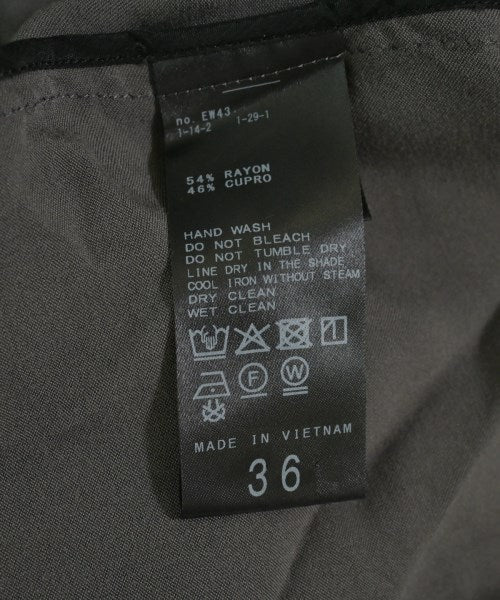 no. EW43.
1-14-2 1-29-1
54% RAYON
46% CUPRO
HAND WASH
DO NOT BLEACH
DO NOT TUMBLE DRY
LINE DRY IN THE SHADE
COOL IRON WITHOUT STEAM
DRY CLEAN
WET CLEAN
F W
MADE IN VIETNAM
36